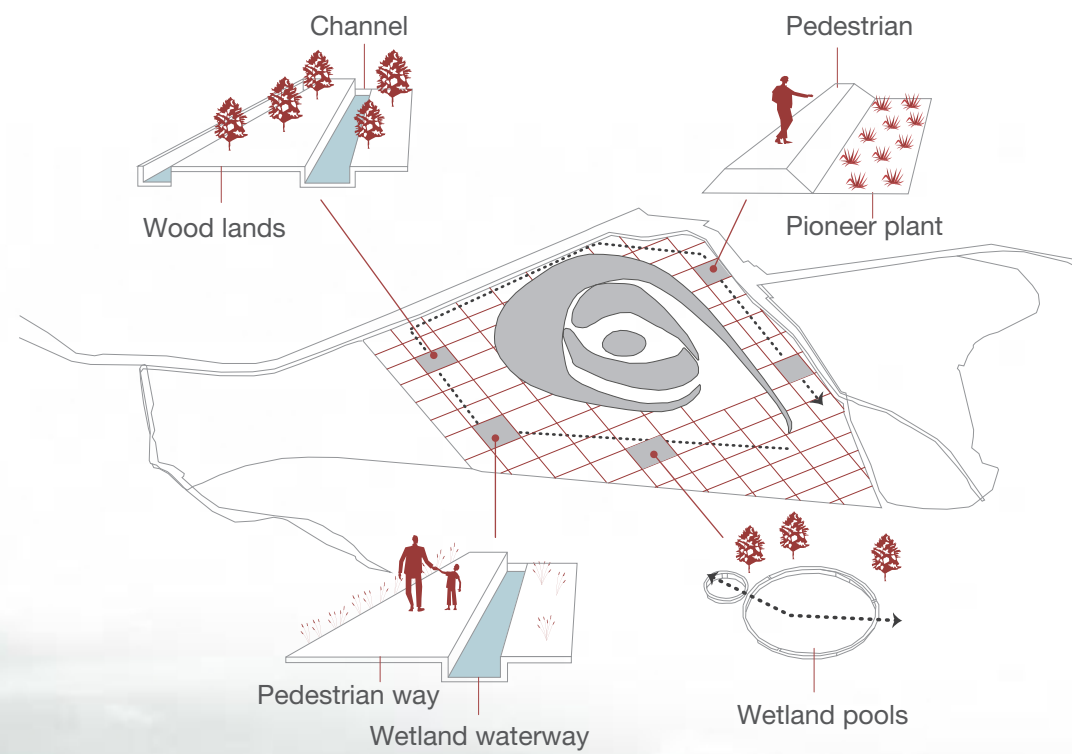 Channel
Pedestrian
Wood lands
Pioneer plant
Pedestrian way
Wetland waterway
Wetland pools